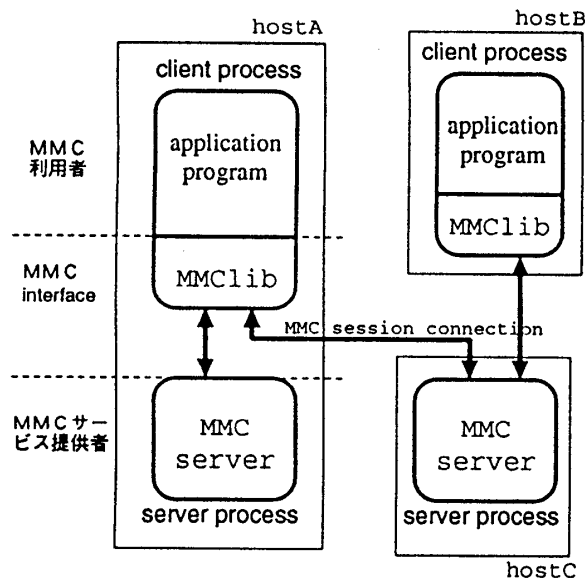 hostA
hostB
client process
client process
application
program
application
program
ＭＭＣ
利用者
MMClib
MMClib
ＭＭＣ
interface
MMC session connection
ＭＭＣサー
ビス提供者
MMC
server
MMC
server
server process
server process
hostC